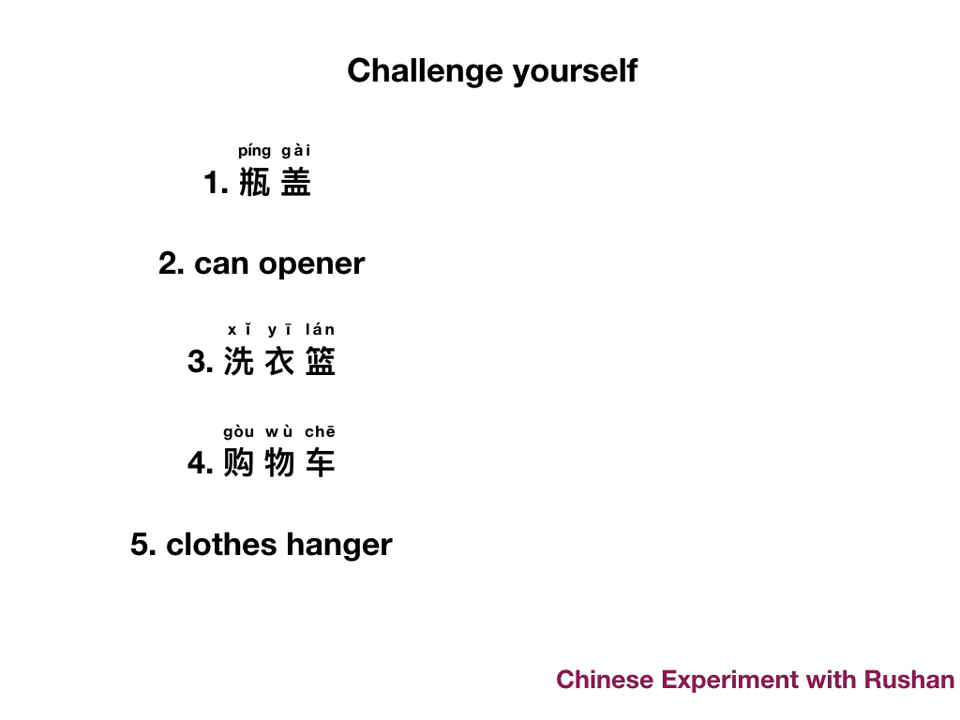 Challenge yourself
píng gài
1. 瓶 盖
2. can opener
xǐ yī lán
3. 洗 衣 篮
gòu wù chē
4. 购 物 车
5. clothes hanger
Chinese Experiment with Rushan